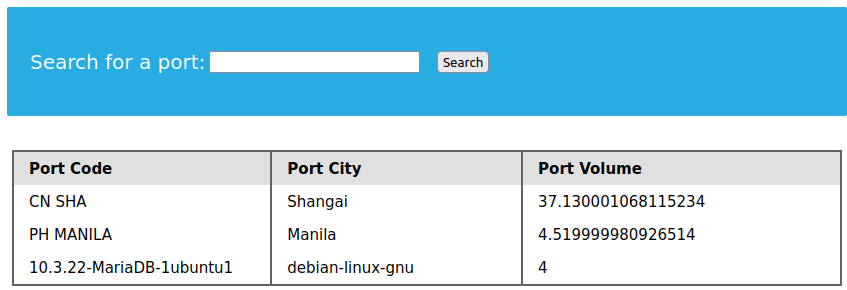 Search for a port: Search
Port Code Port City Port Volume
CN SHA Shangai 37.130001068115234
PH MANILA Manila 4.519999980926514
10.3.22-MariaDB-1ubuntu1 debian-linux-gnu 4